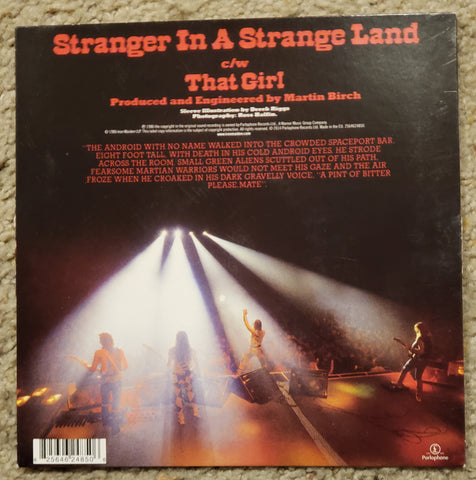 Stranger In A Strange Land
c/w
That Girl
Produced and Engineered by Martin Birch
Sleeve Illustration by Derek Riggs
Photography: Ross Halfin.
"THE ANDROID WITH NO NAME WALKED INTO THE CROWDED SPACEPORT BAR.
EIGHT FOOT TALL, WITH DEATH IN HIS COLD ANDROID EYES, HE STRODE
ACROSS THE ROOM. SMALL GREEN ALIENS SCUTTLED OUT OF HIS PATH,
FEARSOME MARTIAN WARRIORS WOULD NOT MEET HIS GAZE AND THE AIR
FROZE WHEN HE CROAKED IN HIS DARK GRAVELLY VOICE, "A PINT OF BITTER
PLEASE, MATE".
25646 24850
Parlophone